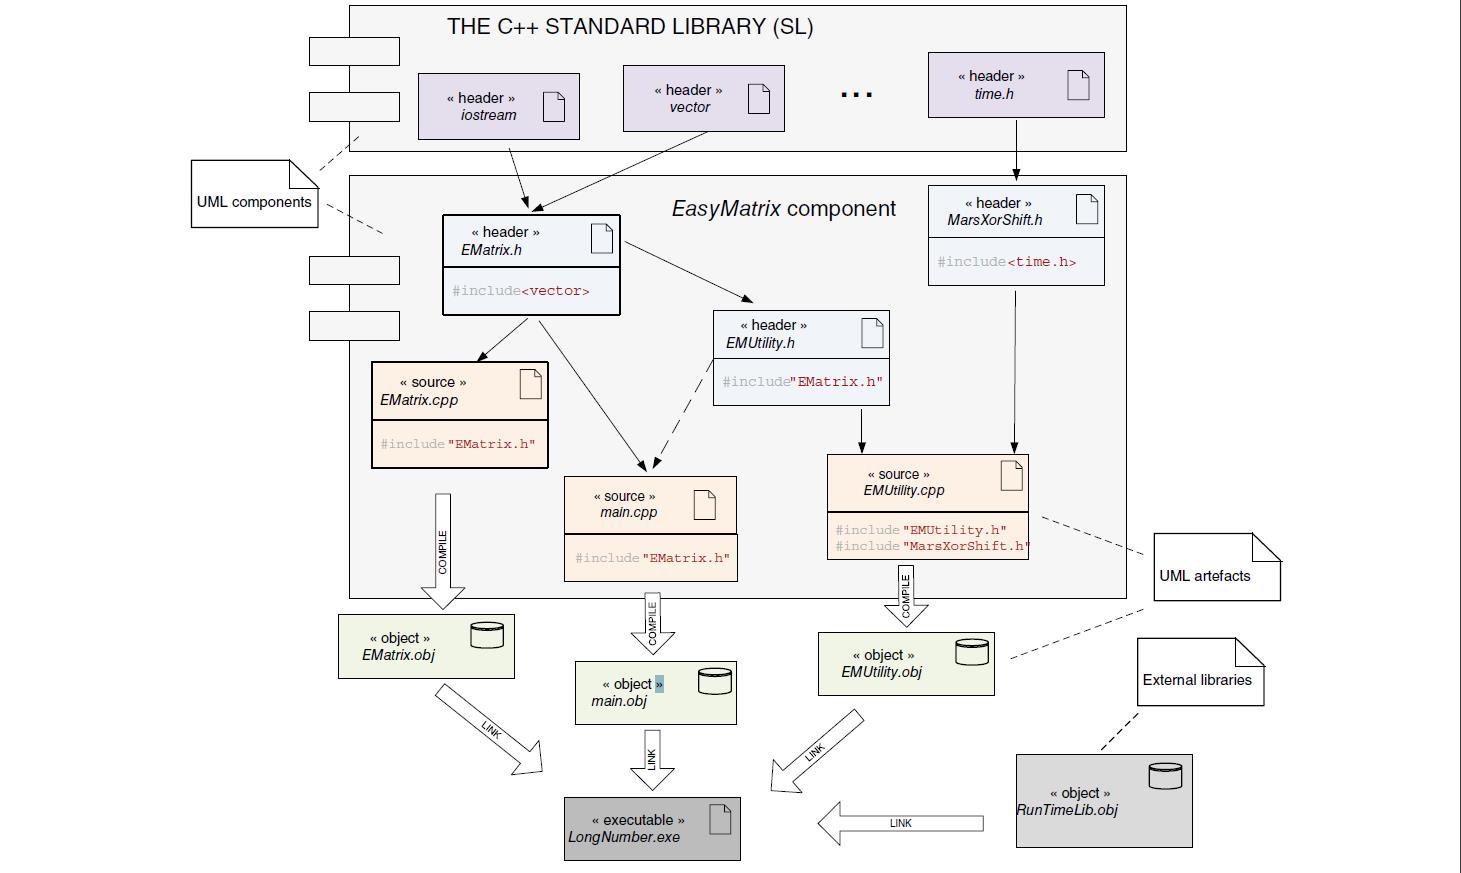 THE C++ STANDARD LIBRARY (SL)
« header »
iostream
« header »
vector
...
« header »
time.h
UML components
EasyMatrix component
« header »
EMatrix.h
#include<vector>
« header »
MarsXorShift.h
#include<time.h>
« header »
EMUtility.h
#include"EMatrix.h"
« source »
EMatrix.cpp
#include"EMatrix.h"
« source »
main.cpp
#include"EMatrix.h"
« source »
EMUtility.cpp
#include"EMUtility.h"
#include"MarsXorShift.h"
COMPILE
COMPILE
COMPILE
UML artefacts
« object »
EMatrix.obj
« object »
main.obj
« object »
EMUtility.obj
External libraries
LINK
LINK
LINK
« executable »
LongNumber.exe
LINK
« object »
RunTimeLib.obj